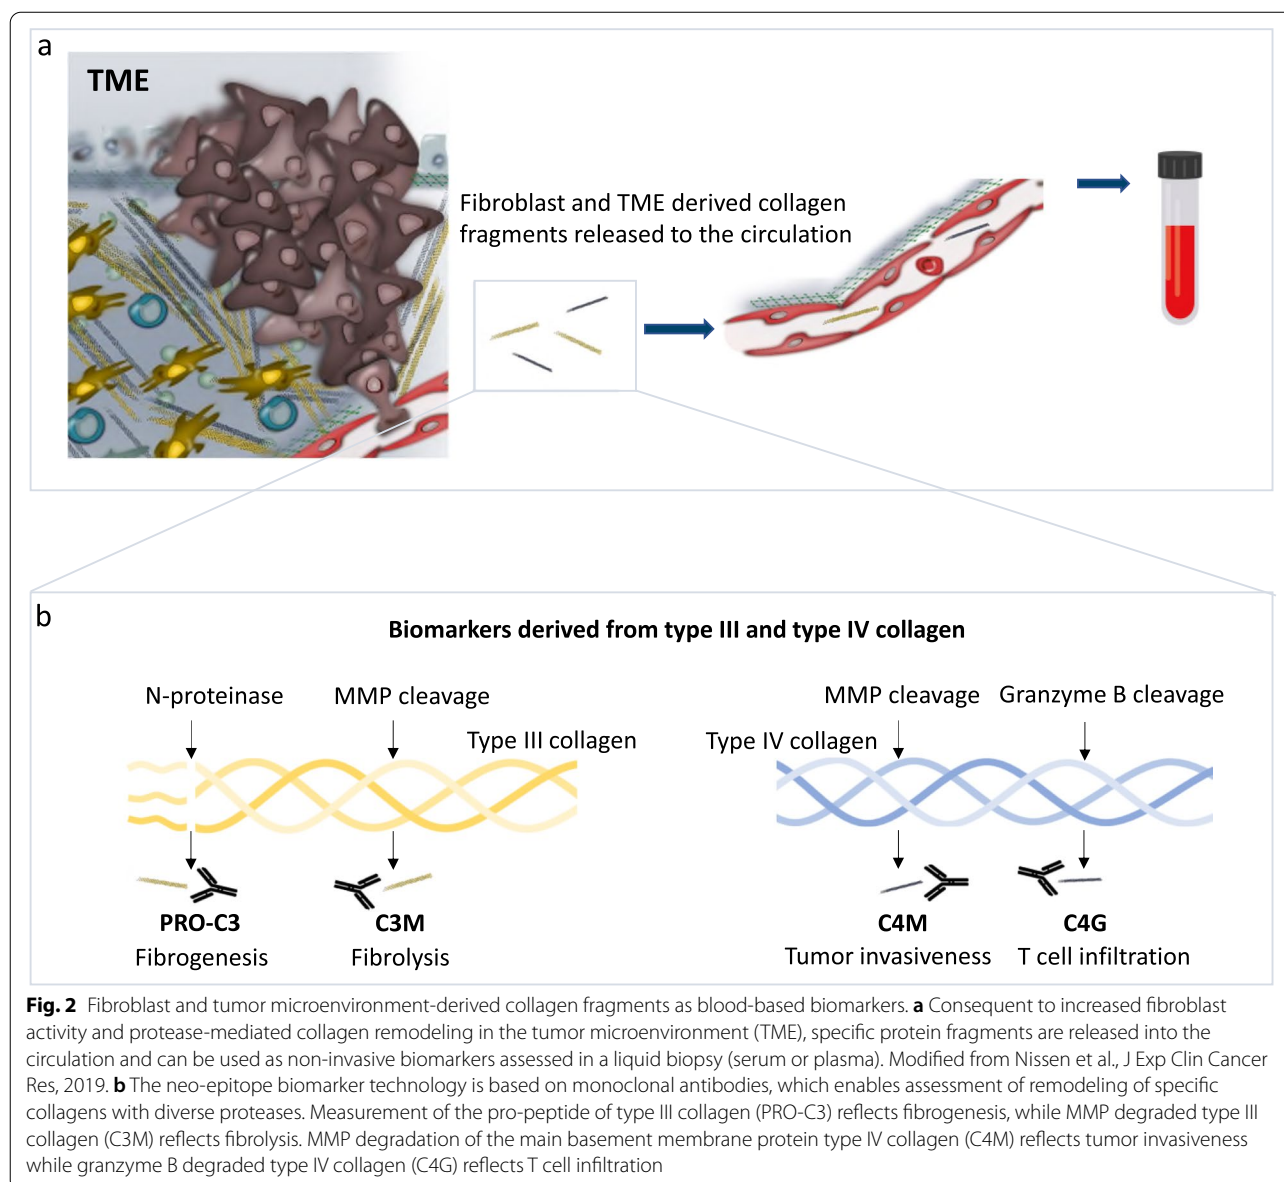 a
TME
Fibroblast and TME derived collagen
fragments released to the circulation
b
Biomarkers derived from type III and type IV collagen
N-proteinase
MMP cleavage
Type III collagen
PRO-C3
Fibrogenesis
C3M
Fibrolysis
MMP cleavage
Granzyme B cleavage
Type IV collagen
C4M
Tumor invasiveness
C4G
T cell infiltration
Fig. 2 Fibroblast and tumor microenvironment-derived collagen fragments as blood-based biomarkers. a Consequent to increased fibroblast
activity and protease-mediated collagen remodeling in the tumor microenvironment (TME), specific protein fragments are released into the
circulation and can be used as non-invasive biomarkers assessed in a liquid biopsy (serum or plasma). Modified from Nissen et al., J Exp Clin Cancer
Res, 2019. b The neo-epitope biomarker technology is based on monoclonal antibodies, which enables assessment of remodeling of specific
collagens with diverse proteases. Measurement of the pro-peptide of type III collagen (PRO-C3) reflects fibrogenesis, while MMP degraded type III
collagen (C3M) reflects fibrolysis. MMP degradation of the main basement membrane protein type IV collagen (C4M) reflects tumor invasiveness
while granzyme B degraded type IV collagen (C4G) reflects T cell infiltration